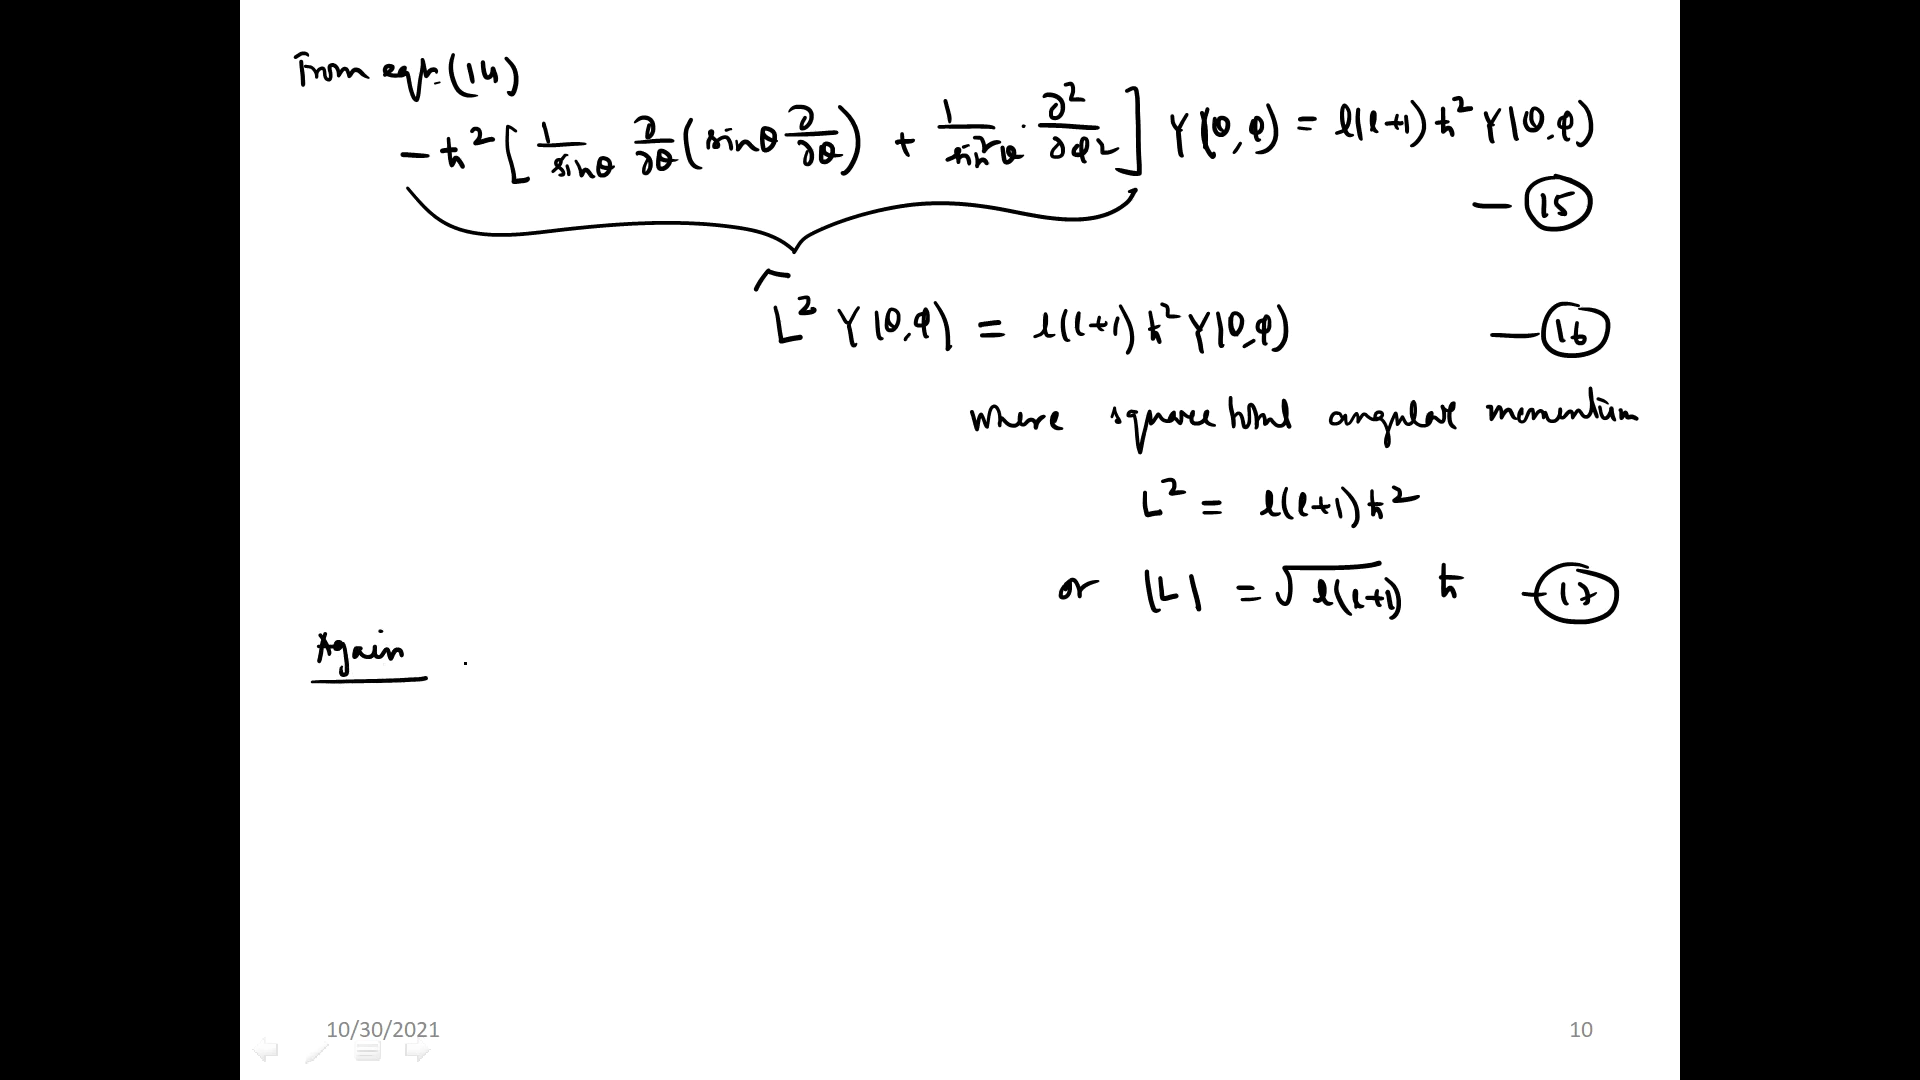 From eqn.(14)
-ħ² [ 1/sinθ ∂/∂θ (sinθ ∂/∂θ) + 1/sin²θ · ∂²/∂φ² ] Y(θ,φ) = l(l+1) ħ² Y(θ,φ)
— (15)
L̂² Y(θ,φ) = l(l+1) ħ² Y(θ,φ) — (16)
where square angular momentum
L² = l(l+1) ħ²
or |L| = √l(l+1) ħ — (17)
Again
10/30/2021 10